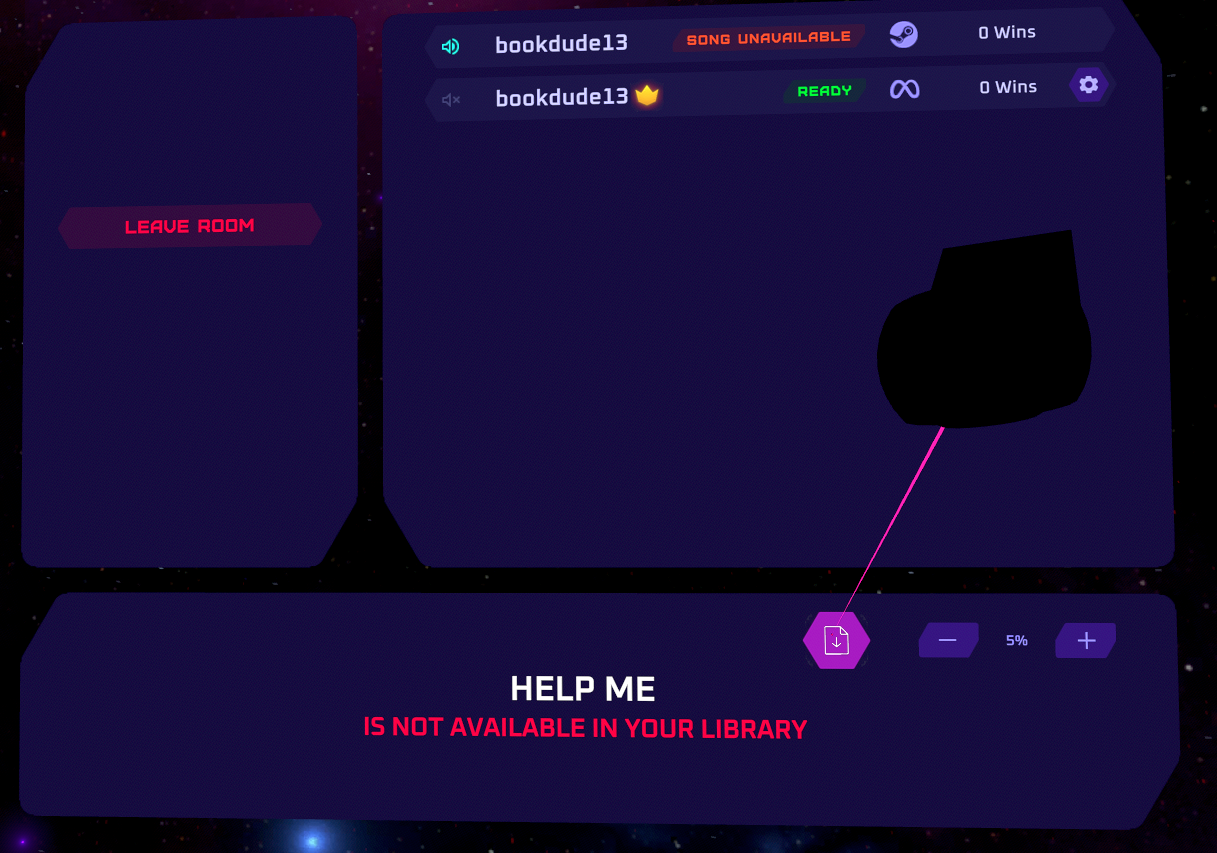 bookdude13 SONG UNAVAILABLE 0 Wins
bookdude13 READY 0 Wins
LEAVE ROOM
5%
HELP ME
IS NOT AVAILABLE IN YOUR LIBRARY